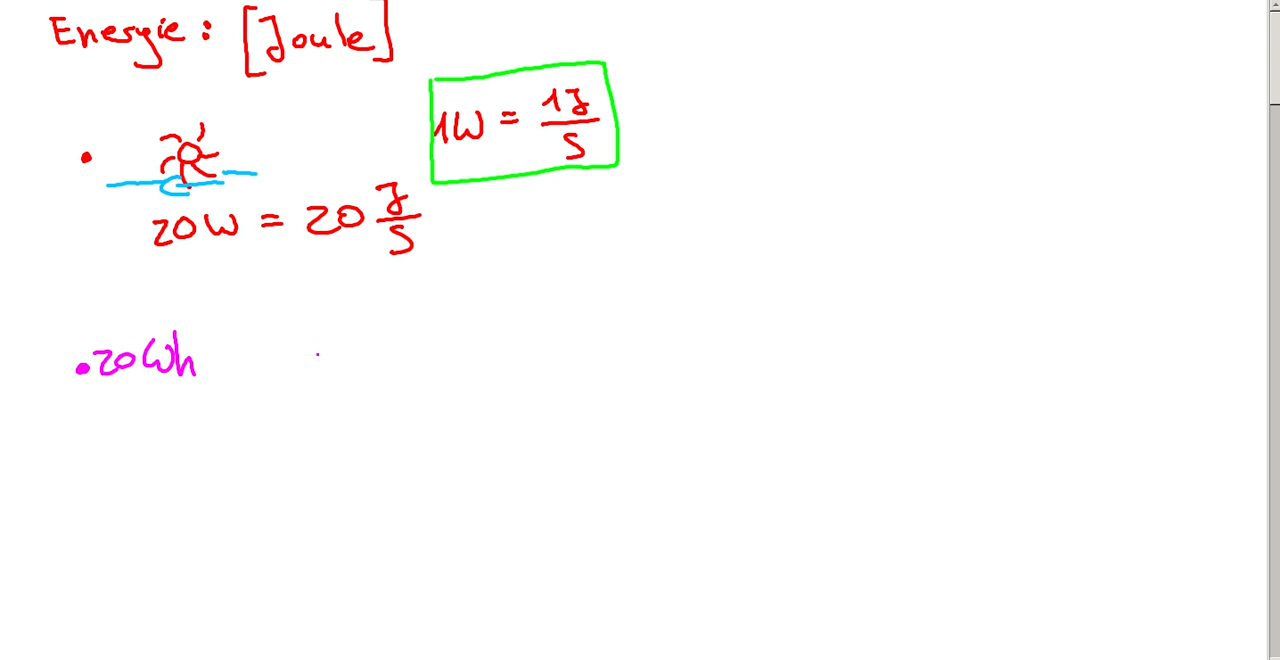 Energie: [Joule]
1W = 1J/s
20W = 20 J/s
• 20Wh